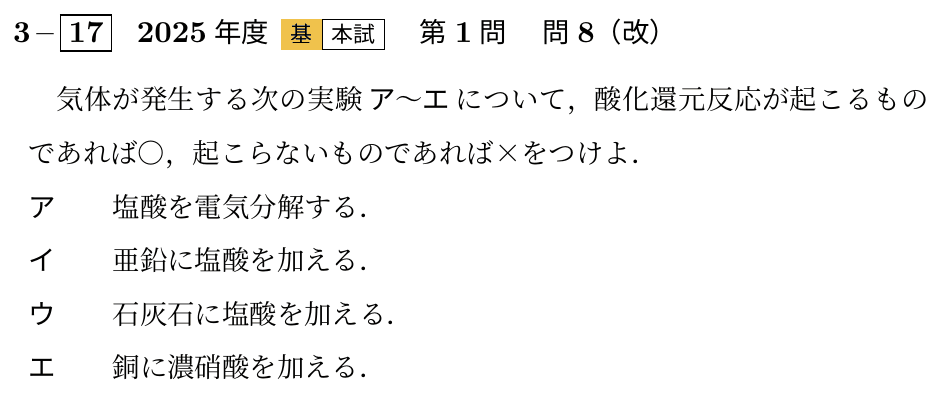 3−17 2025 年度 基 本試 第 1 問 問 8（改）
気体が発生する次の実験ア～エについて，酸化還元反応が起こるもの
であれば〇，起こらないものであれば×をつけよ．
ア 塩酸を電気分解する．
イ 亜鉛に塩酸を加える．
ウ 石灰石に塩酸を加える．
エ 銅に濃硝酸を加える．